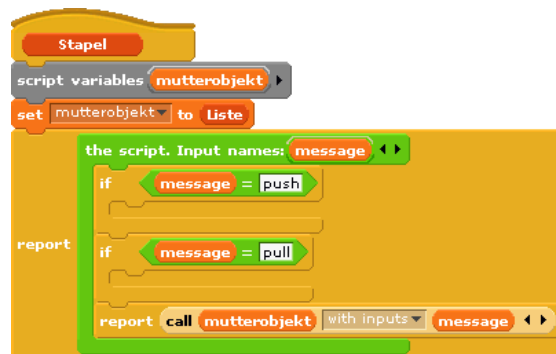 Stapel
script variables mutterobjekt
set mutterobjekt to Liste
the script. Input names: message
if message = push
if message = pull
report
report call mutterobjekt with inputs message